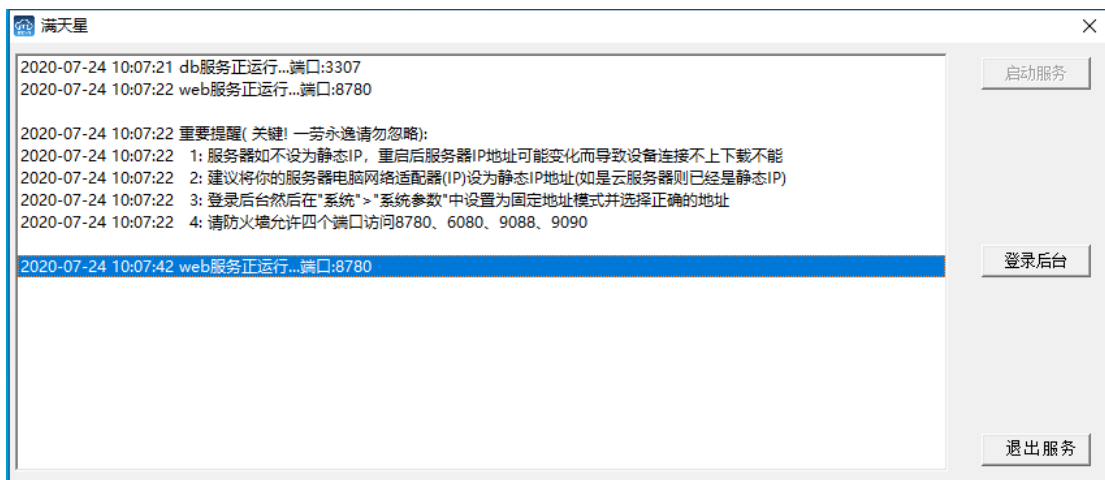 满天星
2020-07-24 10:07:21 db服务正运行...端口:3307
启动服务
2020-07-24 10:07:22 web服务正运行...端口:8780
2020-07-24 10:07:22 重要提醒( 关键! 一劳永逸请勿忽略):
2020-07-24 10:07:22 1: 服务器如不设为静态IP，重启后服务器IP地址可能变化而导致设备连接不上下载不能
2020-07-24 10:07:22 2: 建议将你的服务器电脑网络适配器(IP)设为静态IP地址(如是云服务器则已经是静态IP)
2020-07-24 10:07:22 3: 登录后台然后在"系统">"系统参数"中设置为固定地址模式并选择正确的地址
2020-07-24 10:07:22 4: 请防火墙允许四个端口访问8780、6080、9088、9090
2020-07-24 10:07:42 web服务正运行...端口:8780
登录后台
退出服务